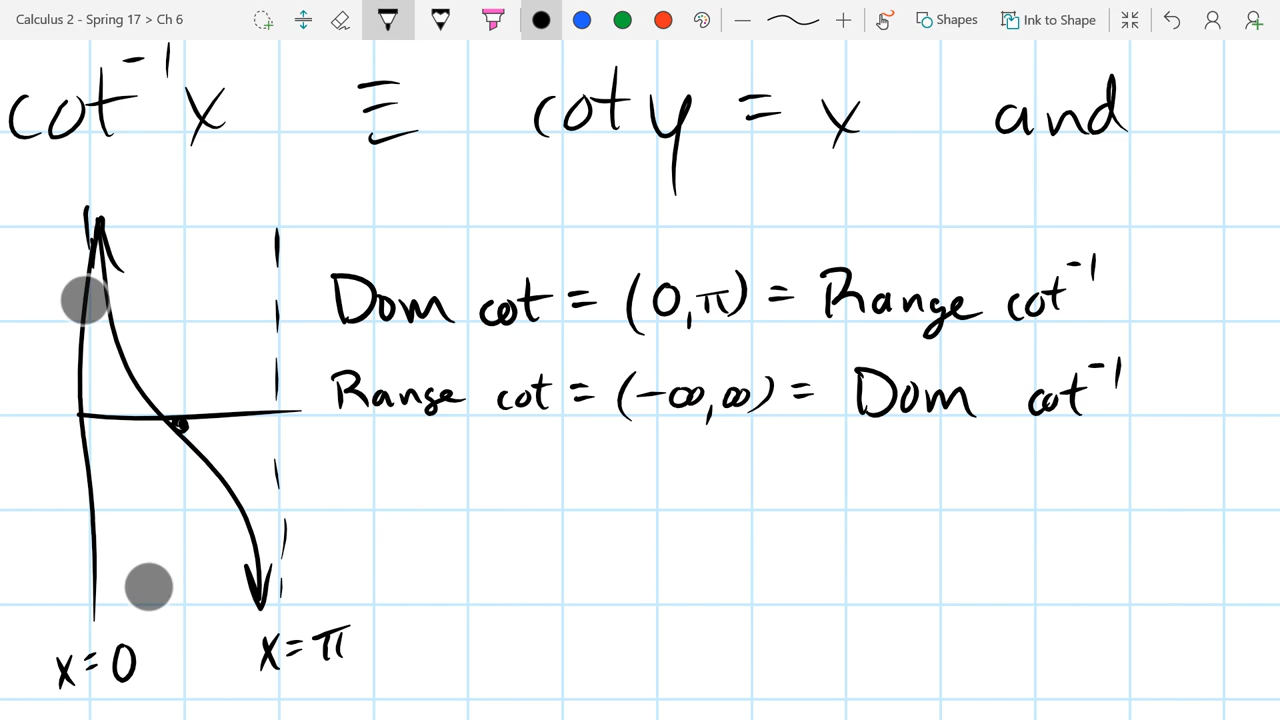 Calculus 2 - Spring 17 > Ch 6
Shapes
Ink to Shape
cot⁻¹ x ≡ cot y = x and
Dom cot = (0, π) = Range cot⁻¹
Range cot = (-∞, ∞) = Dom cot⁻¹
x = 0
x = π